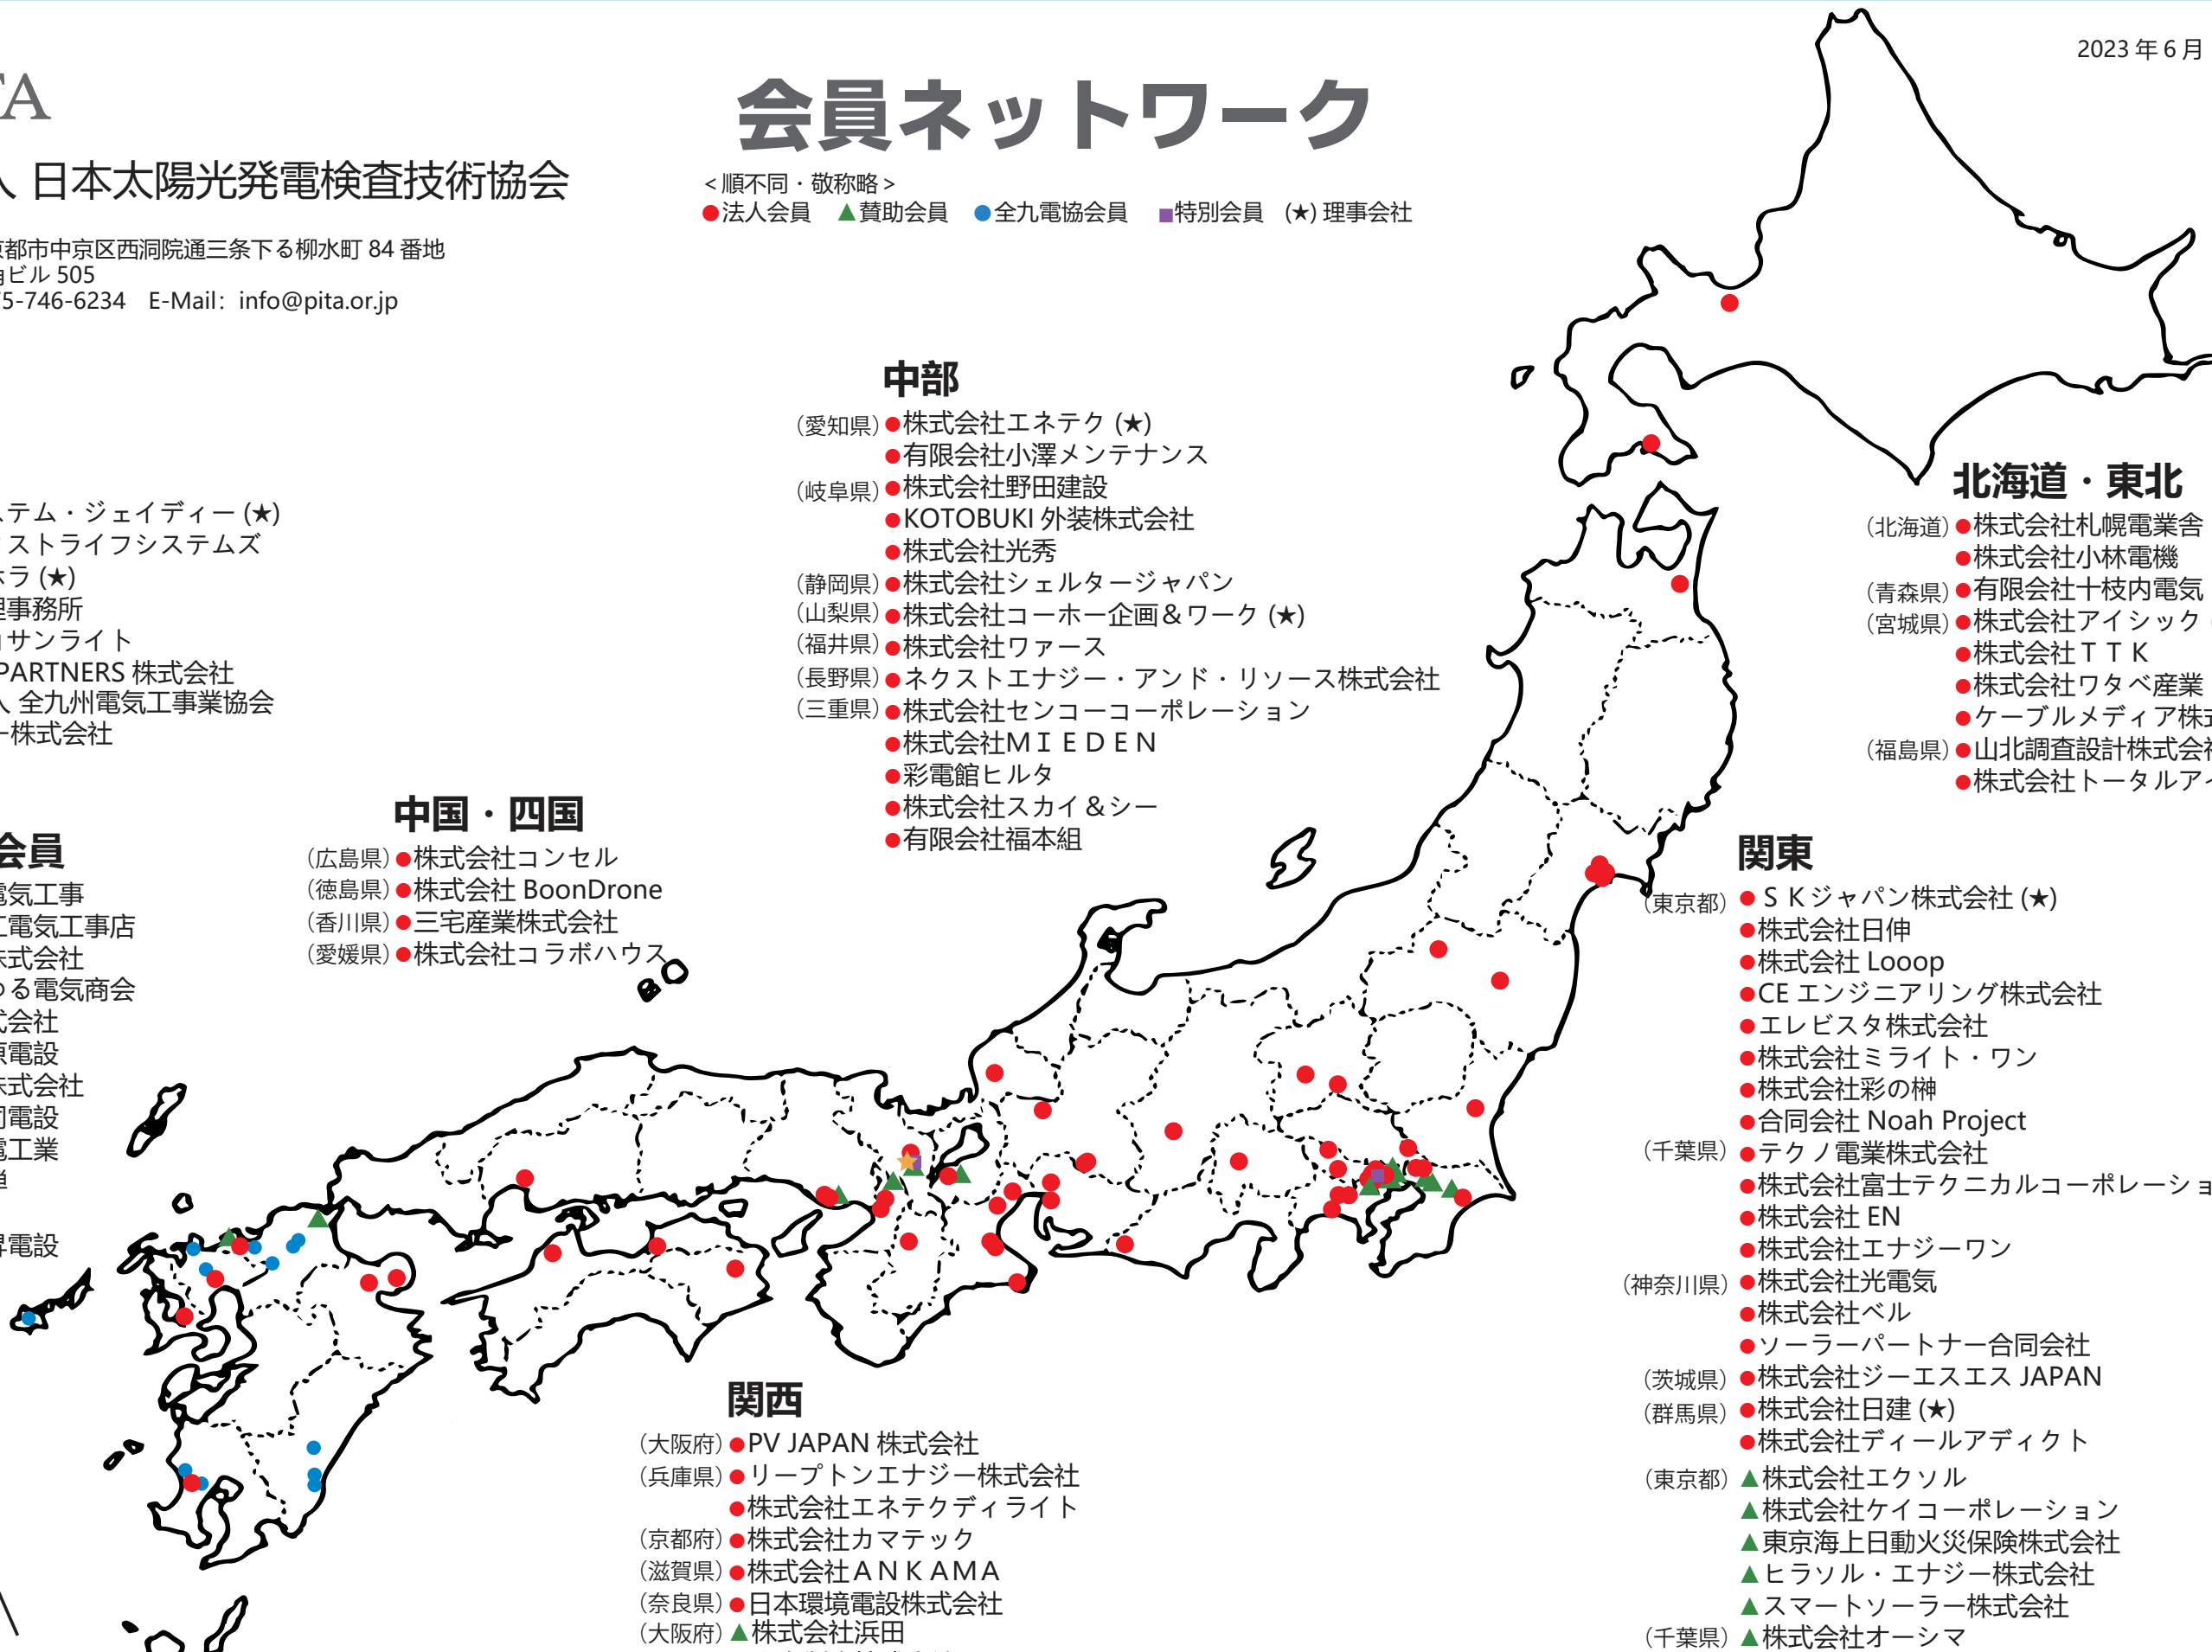 TA
2023 年 6 月
会員ネットワーク
日本太陽光発電検査技術協会
<順不同・敬称略>
●法人会員 ▲賛助会員 ●全九電協会員 ■特別会員 (★) 理事会社
都市中京区西洞院通三条下る柳水町 84 番地
ビル 505
5-746-6234 E-Mail: info@pita.or.jp
テム・ジェイディー (★)
ストライフシステムズ
ラ (★)
事務所
サンライト
PARTNERS 株式会社
全九州電気工事業協会
株式会社
会員
気工事
電気工事店
式会社
る電気商会
会社
電設
式会社
電設
工業
電設
中国・四国
(広島県) ●株式会社コンセル
(徳島県) ●株式会社 BoonDrone
(香川県) ●三宅産業株式会社
(愛媛県) ●株式会社コラボハウス
中部
(愛知県) ●株式会社エネテク (★)
●有限会社小澤メンテナンス
(岐阜県) ●株式会社野田建設
●KOTOBUKI 外装株式会社
●株式会社光秀
(静岡県) ●株式会社シェルタージャパン
(山梨県) ●株式会社コーホー企画＆ワーク (★)
(福井県) ●株式会社ワァース
(長野県) ●ネクストエナジー・アンド・リソース株式会社
(三重県) ●株式会社センコーコーポレーション
●株式会社ＭＩＥＤＥＮ
●彩電館ヒルタ
●株式会社スカイ＆シー
●有限会社福本組
北海道・東北
(北海道) ●株式会社札幌電業舎
●株式会社小林電機
(青森県) ●有限会社十枝内電気
(宮城県) ●株式会社アイシック
●株式会社ＴＴＫ
●株式会社ワタベ産業
●ケーブルメディア株
(福島県) ●山北調査設計株式会
●株式会社トータルア
関東
(東京都) ●ＳＫジャパン株式会社 (★)
●株式会社日伸
●株式会社 Looop
●CE エンジニアリング株式会社
●エレビスタ株式会社
●株式会社ミライト・ワン
●株式会社彩の榊
●合同会社 Noah Project
(千葉県) ●テクノ電業株式会社
●株式会社富士テクニカルコーポレーショ
●株式会社 EN
●株式会社エナジーワン
(神奈川県) ●株式会社光電気
●株式会社ベル
●ソーラーパートナー合同会社
(茨城県) ●株式会社ジーエスエス JAPAN
(群馬県) ●株式会社日建 (★)
●株式会社ディールアディクト
(東京都) ▲株式会社エクソル
▲株式会社ケイコーポレーション
▲東京海上日動火災保険株式会社
▲ヒラソル・エナジー株式会社
▲スマートソーラー株式会社
(千葉県) ▲株式会社オーシマ
関西
(大阪府) ●PV JAPAN 株式会社
(兵庫県) ●リープトンエナジー株式会社
●株式会社エネテクディライト
(京都府) ●株式会社カマテック
(滋賀県) ●株式会社ＡＮＫＡＭＡ
(奈良県) ●日本環境電設株式会社
(大阪府) ▲株式会社浜田